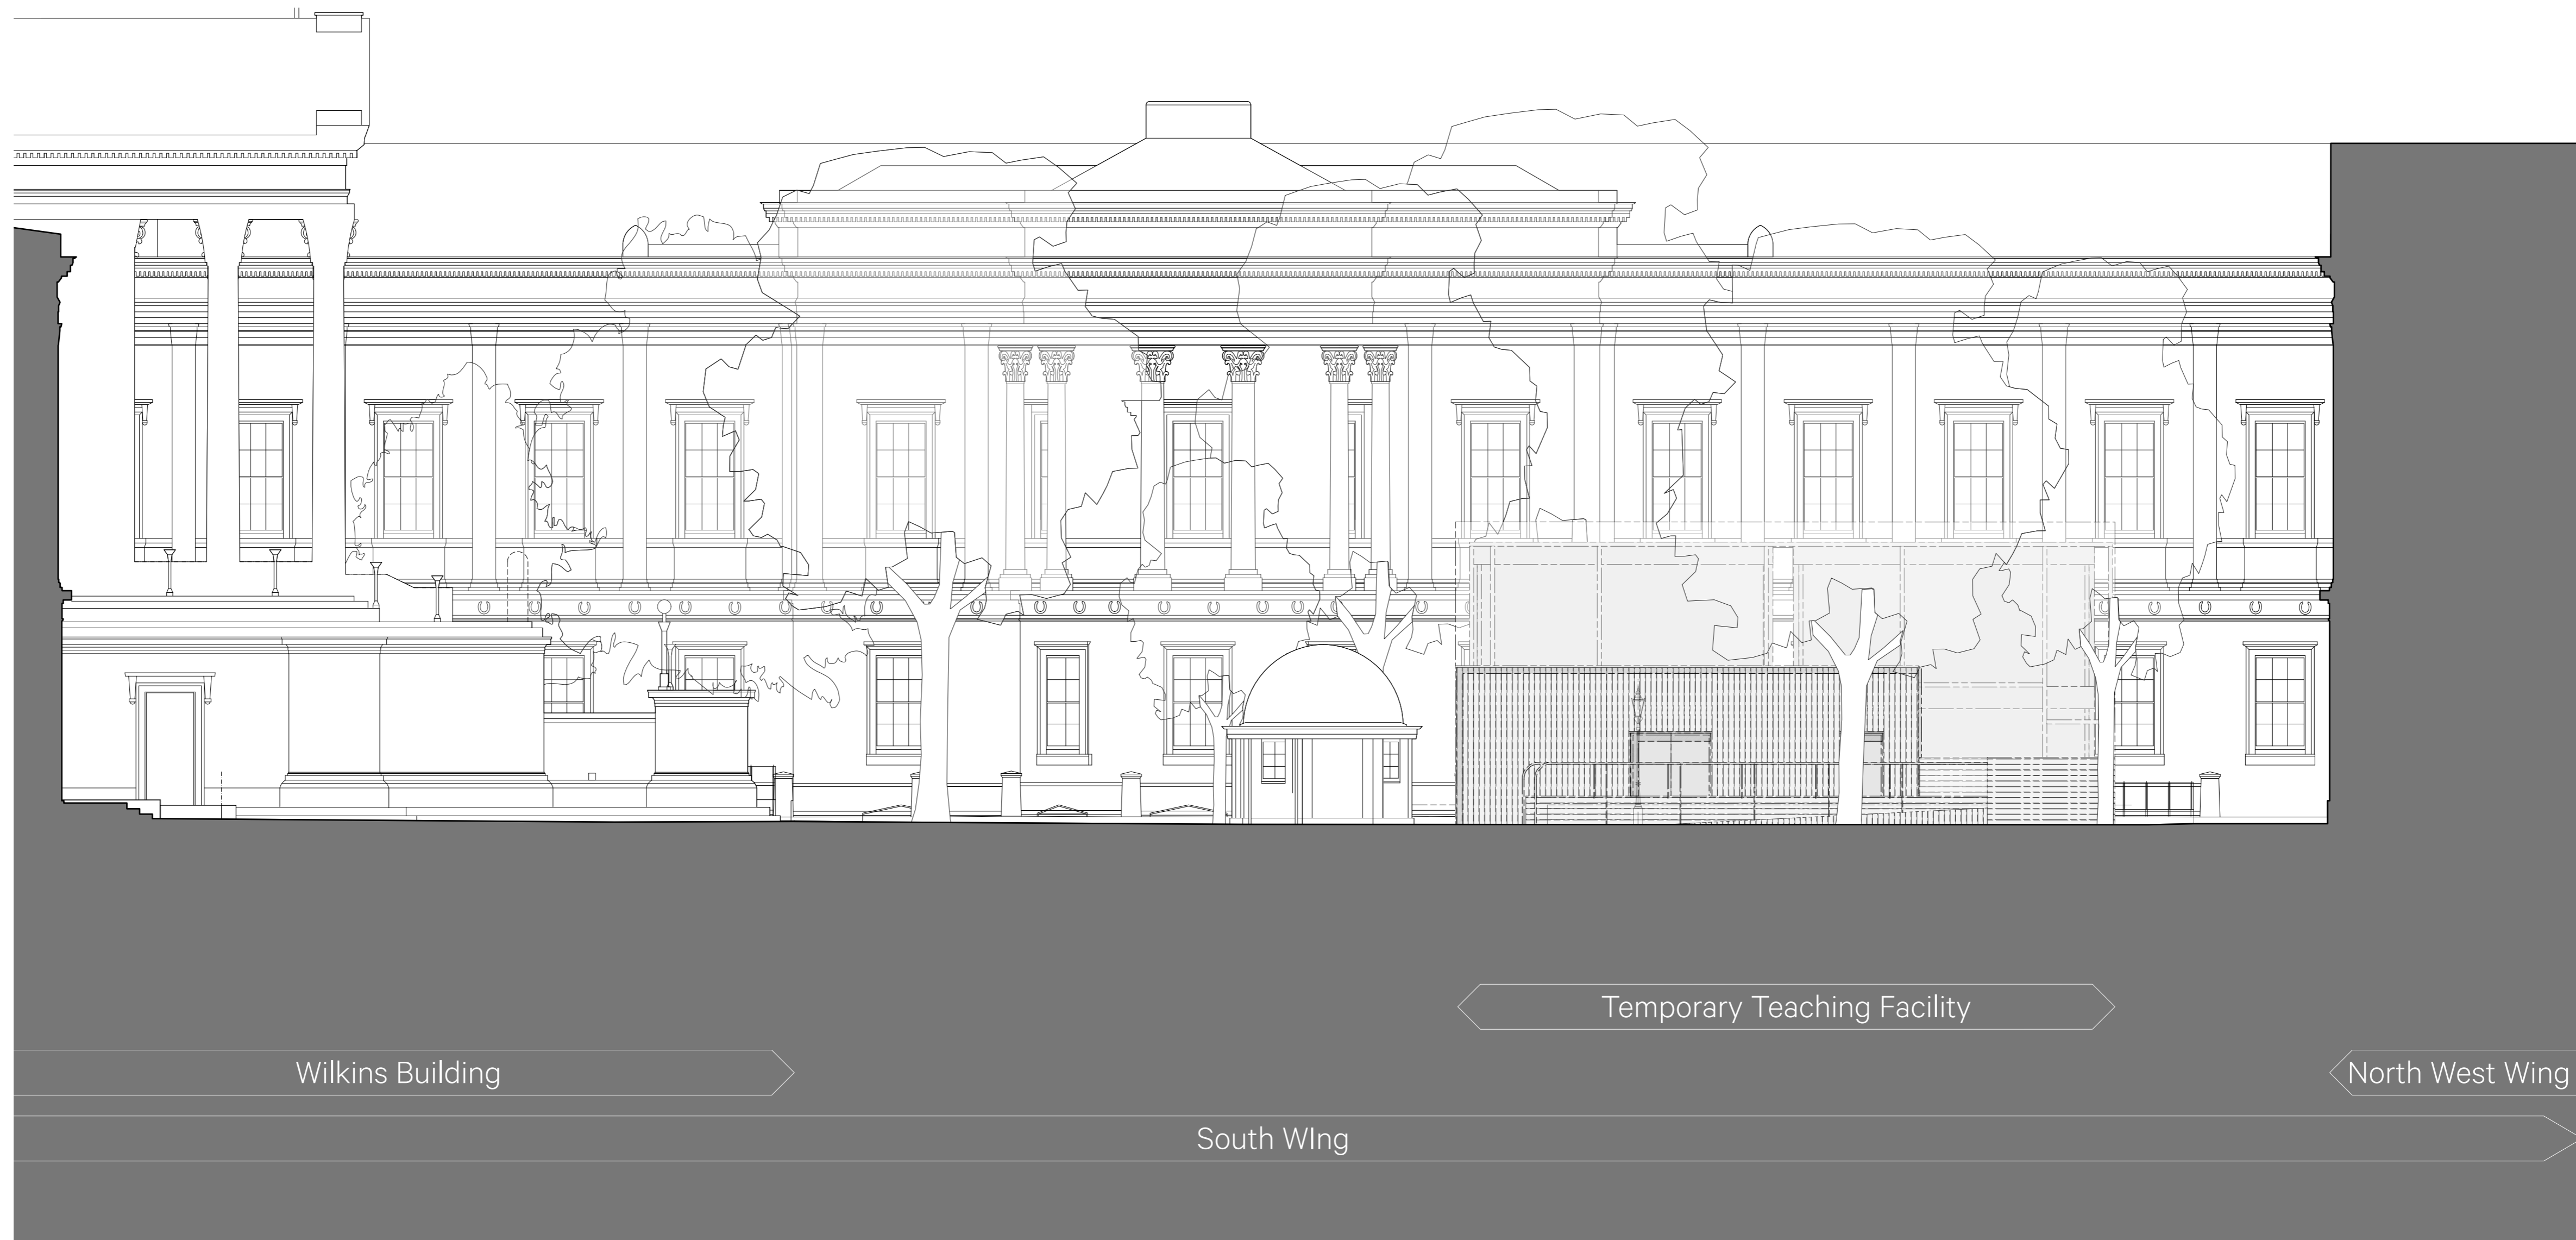 Temporary Teaching Facility
Wilkins Building
North West Wing
South WIng